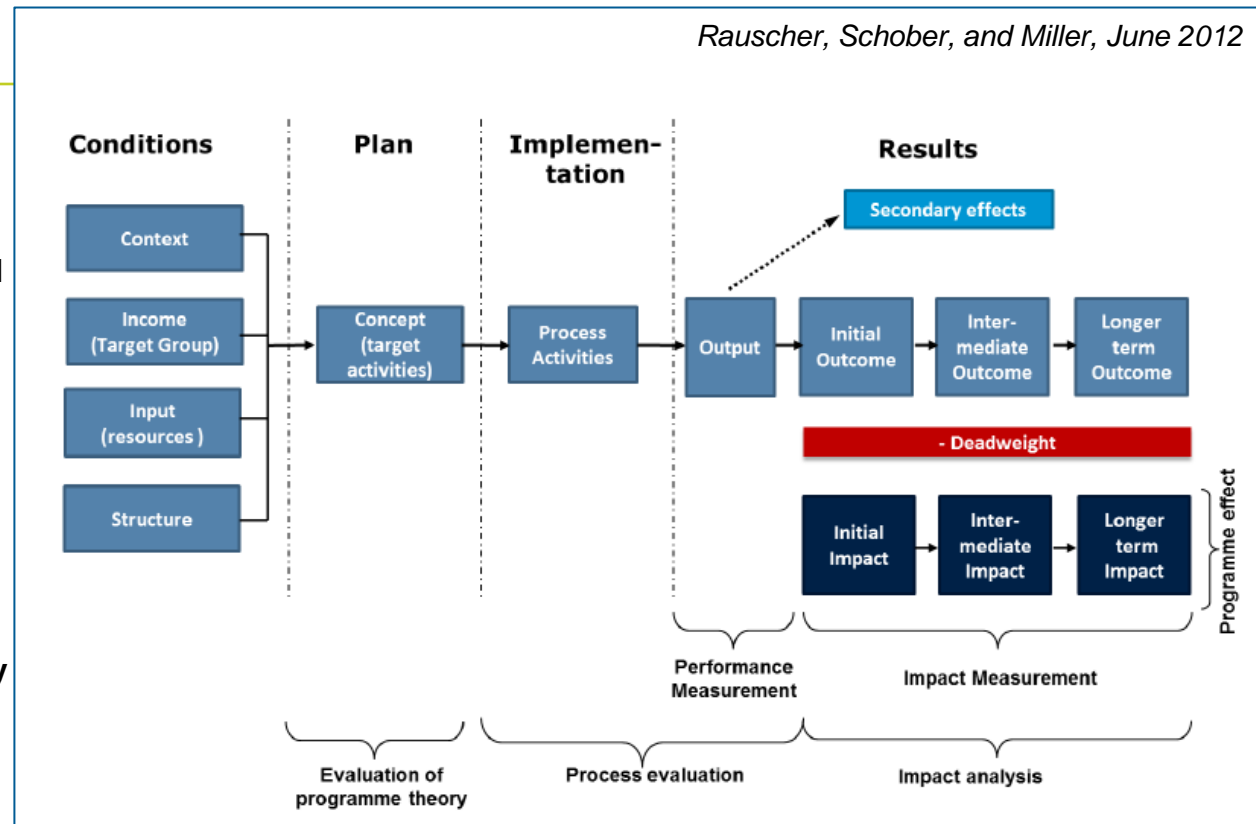 Rauscher, Schober, and Miller, June 2012
Conditions
Plan
Implemen-
tation
Results
Secondary effects
Context
Income
(Target Group)
Input
(resources )
Structure
Concept
(target
activities)
Process
Activities
Output
Initial
Outcome
Inter-
mediate
Outcome
Longer
term
Outcome
- Deadweight
Initial
Impact
Inter-
mediate
Impact
Longer
term
Impact
Programme effect
Performance
Measurement
Impact Measurement
Evaluation of
programme theory
Process evaluation
Impact analysis